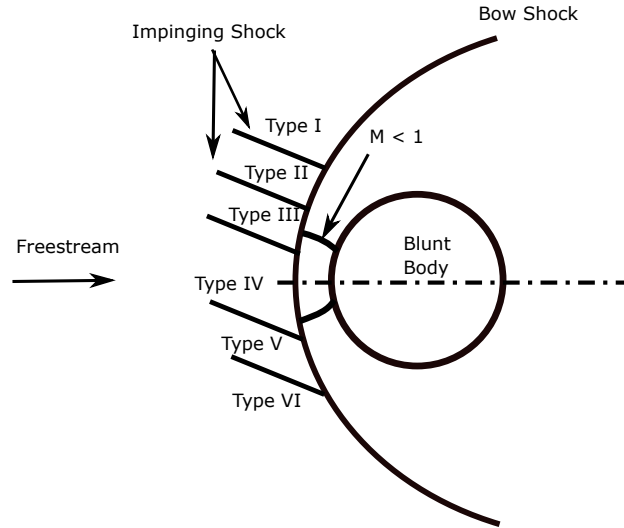 Bow Shock
Impinging Shock
Type I
M < 1
Type II
Type III
Freestream
Blunt
Body
Type IV
Type V
Type VI